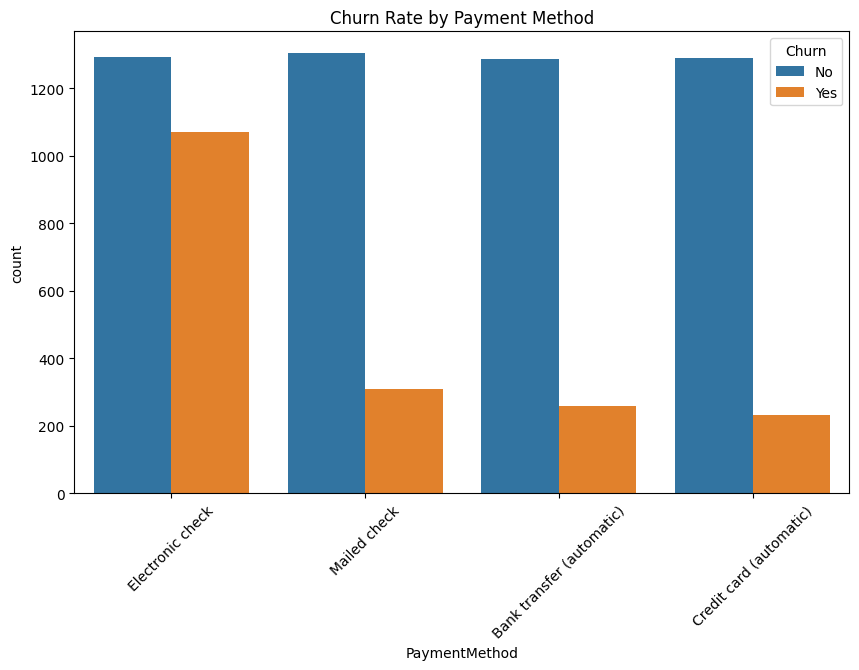 Churn Rate by Payment Method
Churn
No
Yes
count
1200
1000
800
600
400
200
0
Electronic check
Mailed check
Bank transfer (automatic)
Credit card (automatic)
PaymentMethod